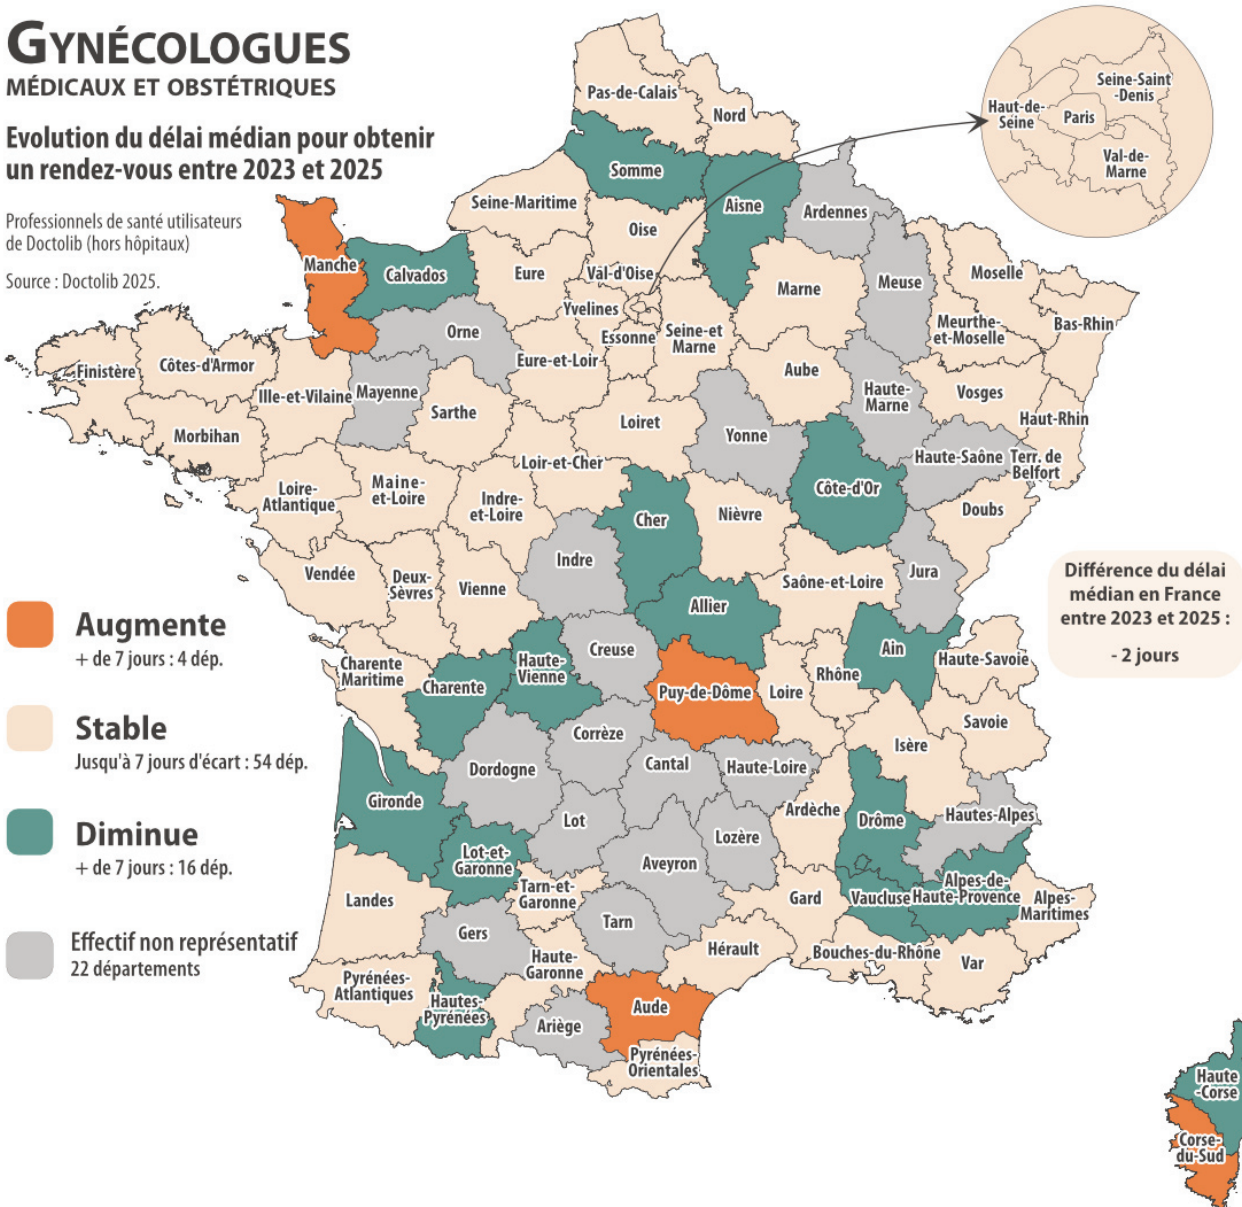 GYNÉCOLOGUES
MÉDICAUX ET OBSTÉTRIQUES
Evolution du délai médian pour obtenir
un rendez-vous entre 2023 et 2025
Professionnels de santé utilisateurs
de Doctolib (hors hôpitaux)
Source : Doctolib 2025.
Haut-de-
Seine
Paris
Seine-Saint
-Denis
Val-de-
Marne
Pas-de-Calais
Nord
Somme
Aisne
Ardennes
Seine-Maritime
Oise
Manche
Calvados
Eure
Val-d'Oise
Marne
Meuse
Moselle
Orne
Yvelines
Essonne
Seine-et
Marne
Meurthe-
et-Moselle
Bas-Rhin
Finistère
Côtes-d'Armor
Ille-et-Vilaine
Mayenne
Sarthe
Eure-et-Loir
Aube
Haute-
Marne
Vosges
Haut-Rhin
Morbihan
Loiret
Yonne
Haute-Saône
Terr. de
Belfort
Loire-
Atlantique
Maine-
et-Loire
Indre-
et-Loire
Loir-et-Cher
Cher
Nièvre
Côte-d'Or
Doubs
Vendée
Deux-
Sèvres
Vienne
Indre
Allier
Saône-et-Loire
Jura
Différence du délai
médian en France
entre 2023 et 2025 :
- 2 jours
Augmente
+ de 7 jours : 4 dép.
Stable
Jusqu'à 7 jours d'écart : 54 dép.
Diminue
+ de 7 jours : 16 dép.
Effectif non représentatif
22 départements
Charente
Maritime
Charente
Haute-
Vienne
Creuse
Puy-de-Dôme
Loire
Rhône
Ain
Haute-Savoie
Savoie
Isère
Corrèze
Dordogne
Cantal
Haute-Loire
Gironde
Lot
Lozère
Ardèche
Drôme
Hautes-Alpes
Lot-et-
Garonne
Aveyron
Landes
Tarn-et-
Garonne
Gard
Vaucluse
Alpes-de-
Haute-Provence
Alpes-
Maritimes
Gers
Tarn
Haute-
Garonne
Hérault
Bouches-du-Rhône
Var
Pyrénées-
Atlantiques
Hautes-
Pyrénées
Ariège
Aude
Pyrénées-
Orientales
Haute
-Corse
Corse-
du-Sud